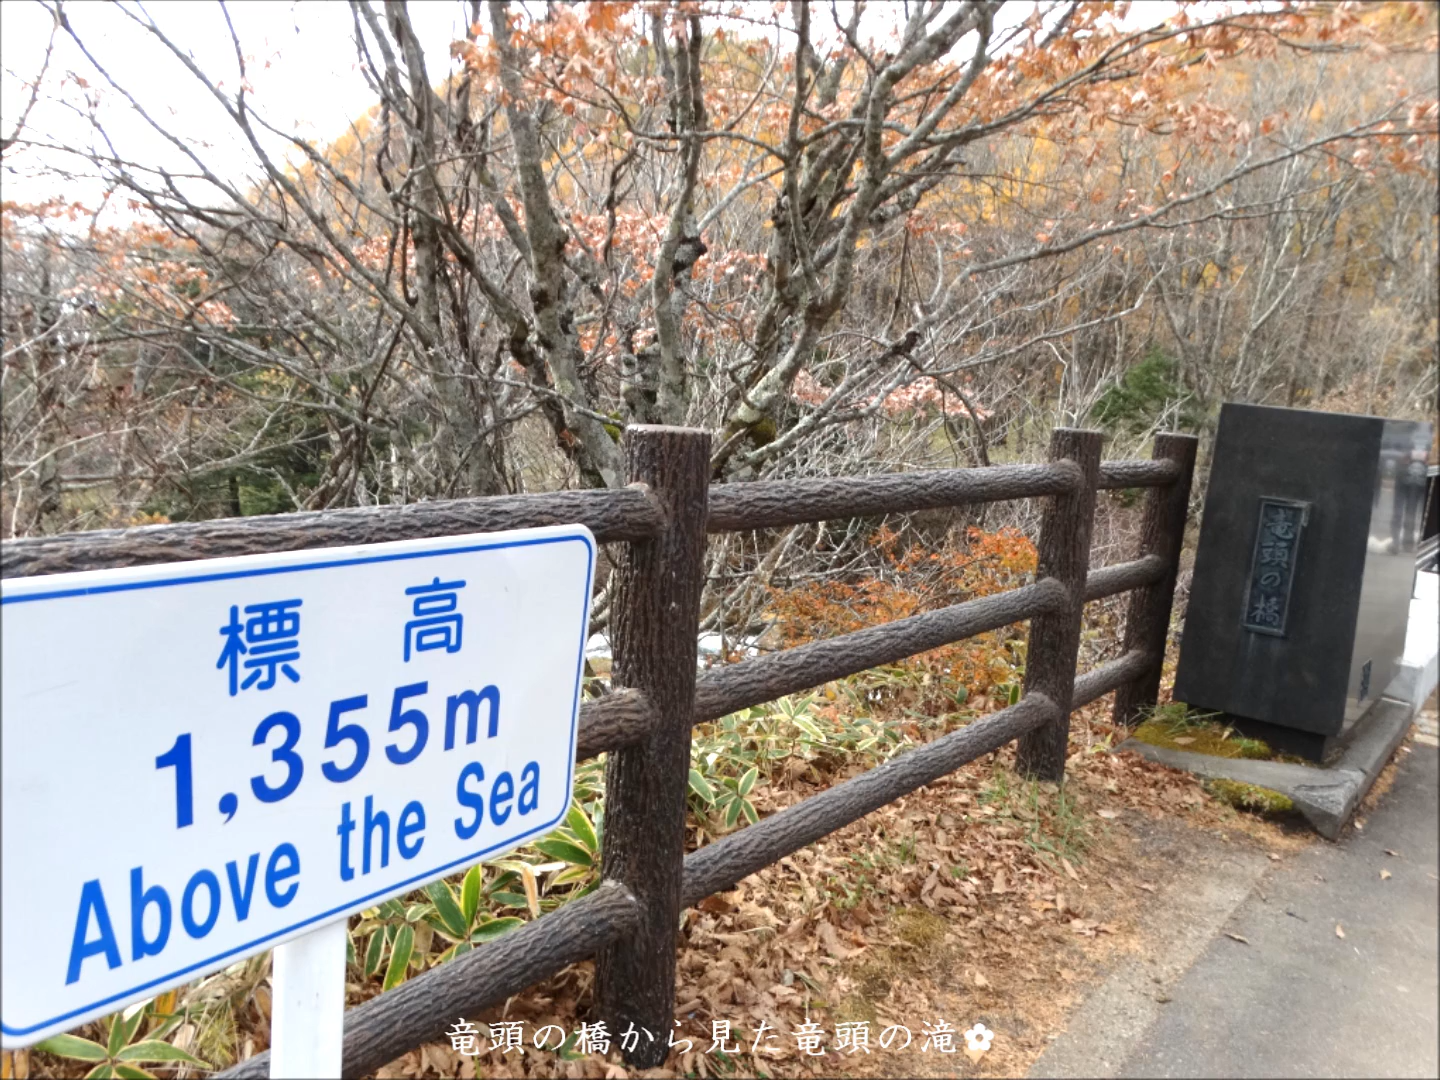 標高
1,355m
Above the Sea
竜頭の橋
竜頭の橋から見た竜頭の滝✿